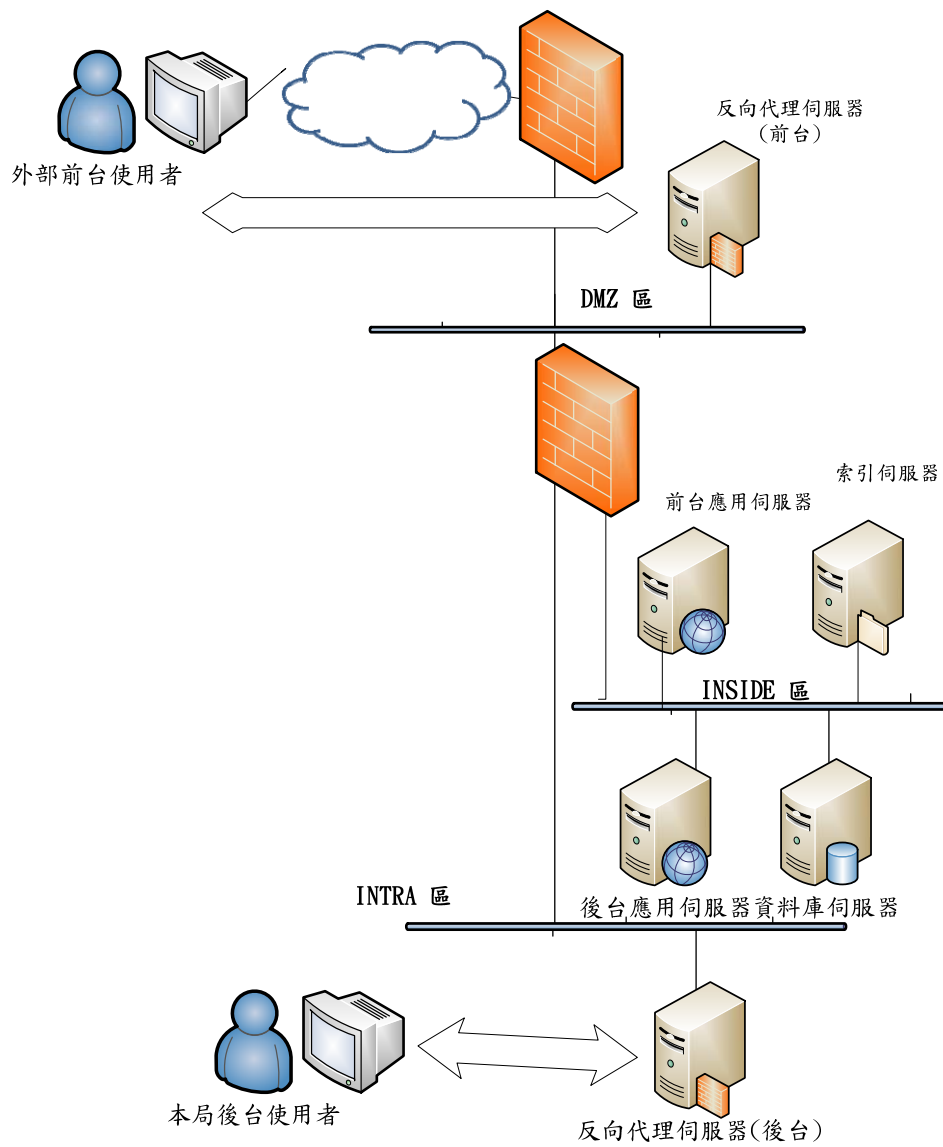 反向代理伺服器
(前台)
外部前台使用者
DMZ 區
索引伺服器
前台應用伺服器
INSIDE 區
INTRA 區
後台應用伺服器
資料庫伺服器
本局後台使用者
反向代理伺服器(後台)